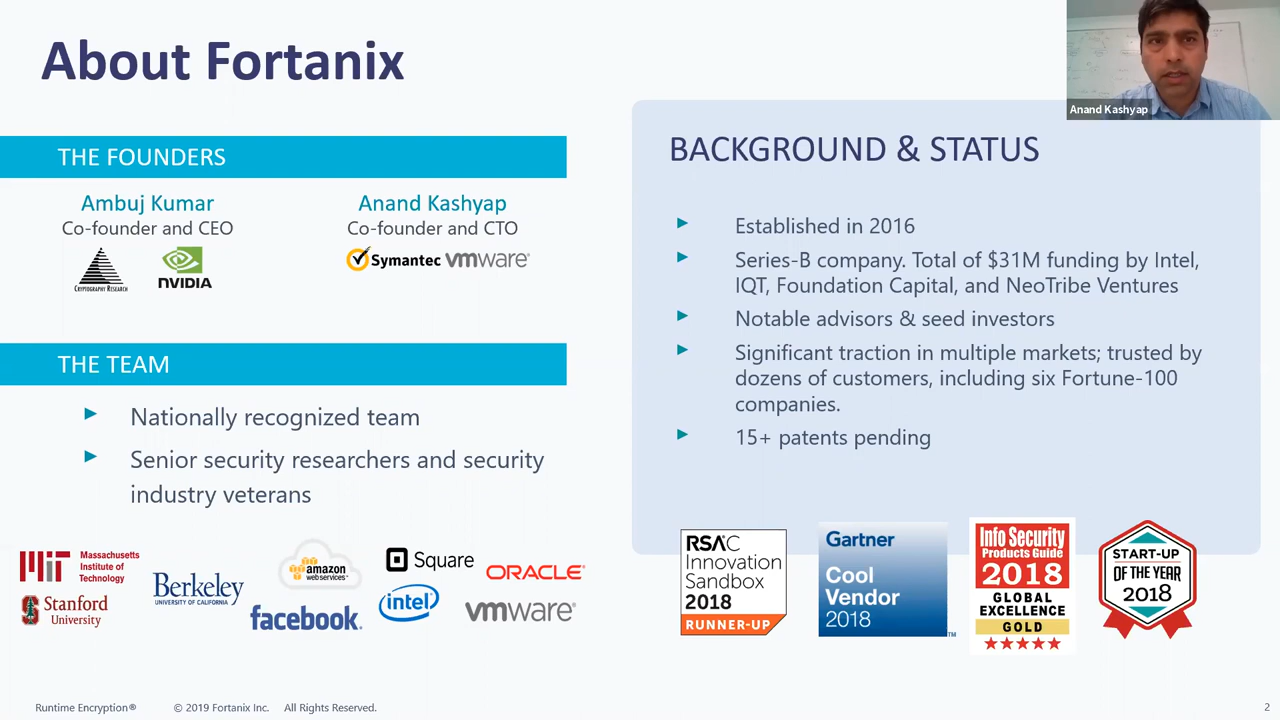 About Fortanix
Anand Kashyap
THE FOUNDERS
Ambuj Kumar
Co-founder and CEO
CRYPTOGRAPHY RESEARCH
NVIDIA
Anand Kashyap
Co-founder and CTO
Symantec
vmware®
THE TEAM
Nationally recognized team
Senior security researchers and security
industry veterans
MIT
Massachusetts
Institute of
Technology
Stanford
University
Berkeley
UNIVERSITY OF CALIFORNIA
amazon
web services™
facebook.
Square
intel
ORACLE®
vmware®
BACKGROUND & STATUS
Established in 2016
Series-B company. Total of $31M funding by Intel,
IQT, Foundation Capital, and NeoTribe Ventures
Notable advisors & seed investors
Significant traction in multiple markets; trusted by
dozens of customers, including six Fortune-100
companies.
15+ patents pending
RSAC
Innovation
Sandbox
2018
RUNNER-UP
Gartner
Cool
Vendor
2018
TM
Info Security
Products Guide
2018
GLOBAL
EXCELLENCE
GOLD
START-UP
OF THE YEAR
2018
Runtime Encryption® © 2019 Fortanix Inc. All Rights Reserved.
2